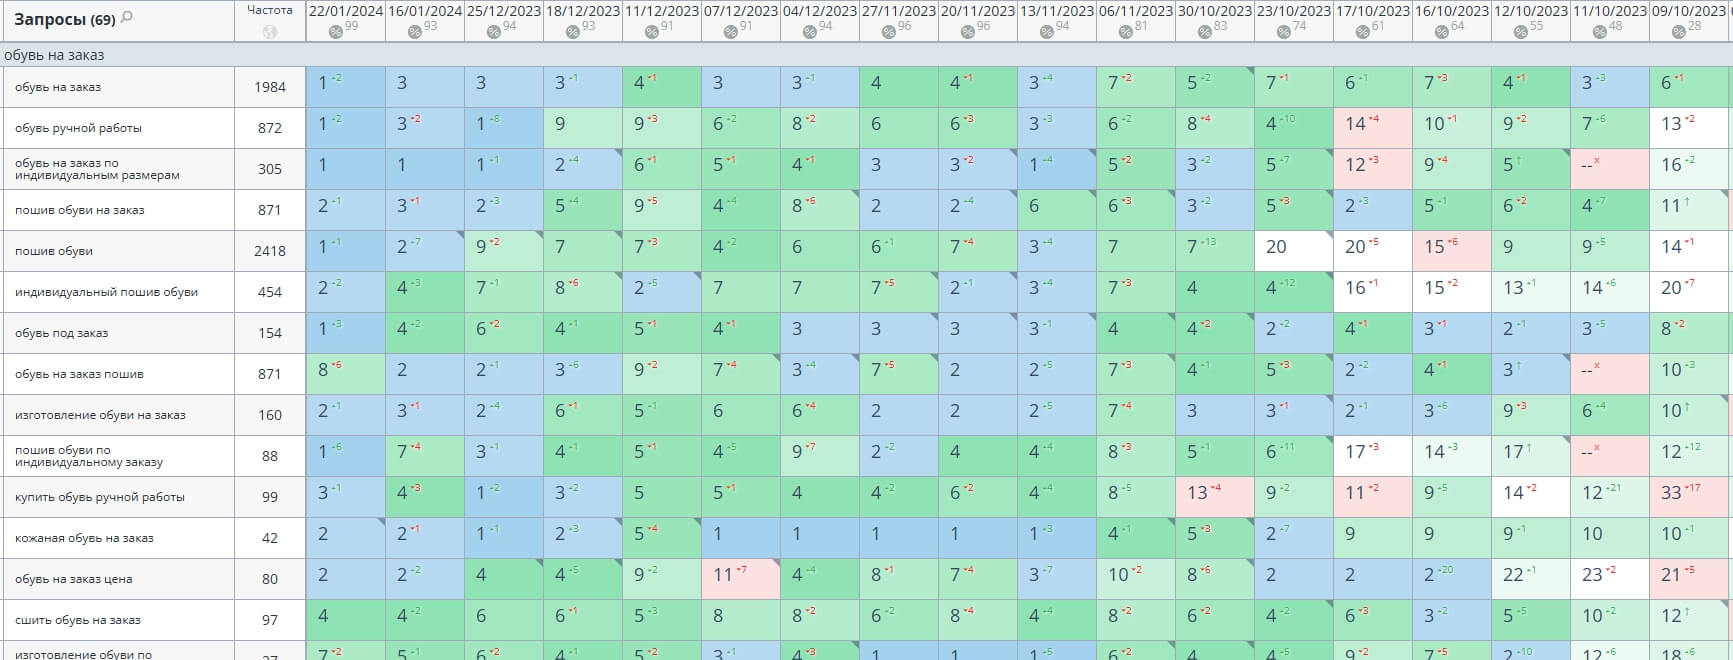 Запросы (69) Частота 22/01/2024 16/01/2024 25/12/2023 18/12/2023 11/12/2023 07/12/2023 04/12/2023 27/11/2023 20/11/2023 13/11/2023 06/11/2023 30/10/2023 23/10/2023 17/10/2023 16/10/2023 12/10/2023 11/10/2023 09/10/2023
% 99 % 93 % 94 % 93 % 91 % 91 % 94 % 96 % 96 % 94 % 81 % 83 % 74 % 61 % 64 % 55 % 48 % 28
обувь на заказ
обувь на заказ 1984 1 +2 3 3 3 +1 4 -1 3 3 +1 4 4 -1 3 +4 7 -2 5 +2 7 -1 6 +1 7 -3 4 -1 3 +3 6 -1
обувь ручной работы 872 1 +2 3 -2 1 +8 9 9 -3 6 +2 8 -2 6 6 -3 3 +3 6 +2 8 -4 4 +10 14 -4 10 -1 9 -2 7 +6 13 -2
обувь на заказ по
индивидуальным размерам 305 1 1 1 +1 2 +4 6 -1 5 -1 4 -1 3 3 -2 1 +4 5 -2 3 +2 5 +7 12 -3 9 -4 5 ↑ -- x 16 +2
пошив обуви на заказ 871 2 +1 3 -1 2 +3 5 +4 9 -5 4 +4 8 -6 2 2 +4 6 6 -3 3 +2 5 -3 2 +3 5 +1 6 -2 4 +7 11 ↑
пошив обуви 2418 1 +1 2 +7 9 -2 7 7 -3 4 +2 6 6 +1 7 -4 3 +4 7 7 +13 20 20 -5 15 -6 9 9 +5 14 -1
индивидуальный пошив обуви 454 2 +2 4 +3 7 +1 8 -6 2 +5 7 7 7 -5 2 +1 3 +4 7 -3 4 4 +12 16 -1 15 -2 13 +1 14 +6 20 -7
обувь под заказ 154 1 +3 4 +2 6 -2 4 +1 5 -1 4 -1 3 3 3 3 +1 4 4 -2 2 +2 4 -1 3 +1 2 +1 3 +5 8 -2
обувь на заказ пошив 871 8 -6 2 2 +1 3 +6 9 -2 7 -4 3 +4 7 -5 2 2 +5 7 -3 4 +1 5 -3 2 +2 4 -1 3 ↑ -- x 10 +3
изготовление обуви на заказ 160 2 +1 3 -1 2 +4 6 -1 5 +1 6 6 -4 2 2 2 +5 7 -4 3 3 -1 2 +1 3 +6 9 -3 6 +4 10 ↑
пошив обуви по
индивидуальному заказу 88 1 +6 7 -4 3 +1 4 +1 5 -1 4 +5 9 -7 2 +2 4 4 +4 8 -3 5 +1 6 +11 17 -3 14 +3 17 ↑ -- x 12 +12
купить обувь ручной работы 99 3 +1 4 -3 1 +2 3 +2 5 5 -1 4 4 +2 6 -2 4 +4 8 +5 13 -4 9 +2 11 -2 9 +5 14 -2 12 +21 33 -17
кожаная обувь на заказ 42 2 2 -1 1 +1 2 +3 5 -4 1 1 1 1 1 +3 4 +1 5 -3 2 +7 9 9 9 +1 10 10 +1
обувь на заказ цена 80 2 2 +2 4 4 +5 9 +2 11 -7 4 +4 8 -1 7 -4 3 +7 10 -2 8 -6 2 2 2 +20 22 +1 23 -2 21 -5
сшить обувь на заказ 97 4 4 +2 6 6 -1 5 +3 8 8 -2 6 +2 8 -4 4 +4 8 -2 6 -2 4 +2 6 -3 3 +2 5 +5 10 +2 12 ↑
изготовление обуви по 27 7 -2 5 +1 6 -2 4 +1 5 -2 3 +1 4 -3 1 1 1 +5 6 -2 4 4 +5 9 -2 7 -5 2 +10 12 +6 18 +6